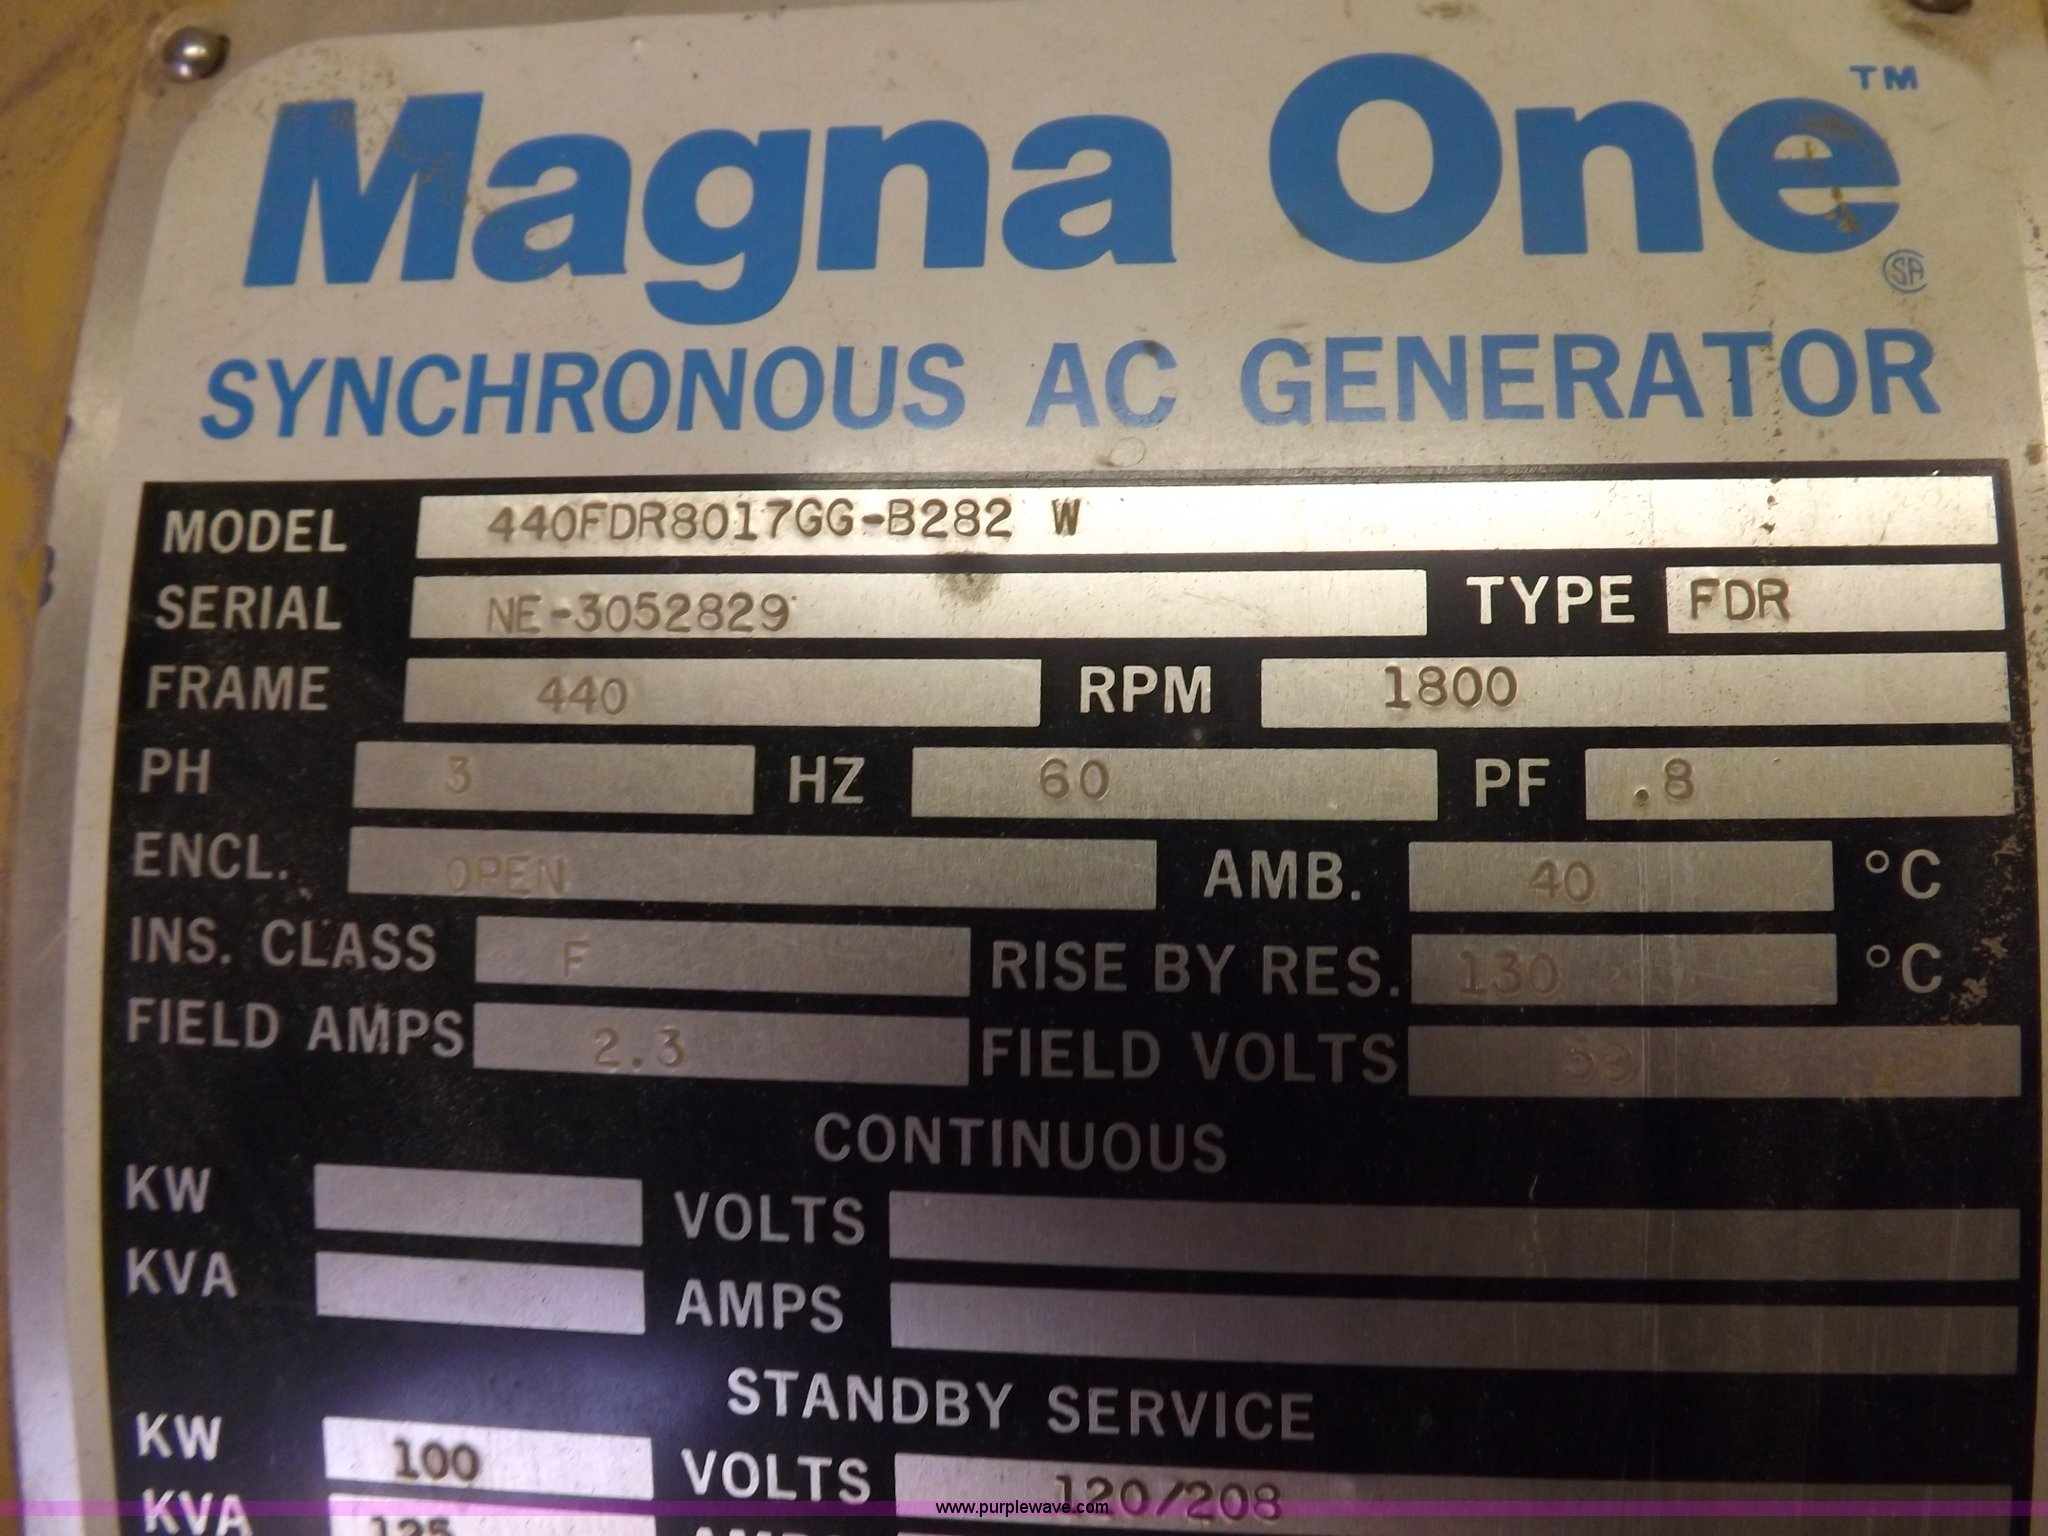 Magna One™
SA
SYNCHRONOUS AC GENERATOR
MODEL 440FDR8017GG-B282 W
SERIAL NE-3052829 TYPE FDR
FRAME 440 RPM 1800
PH 3 HZ 60 PF .8
ENCL. OPEN AMB. 40 °C
INS. CLASS F RISE BY RES. 130 °C
FIELD AMPS 2.3 FIELD VOLTS
CONTINUOUS
KW VOLTS
KVA AMPS
STANDBY SERVICE
KW 100 VOLTS 120/208
KVA 125
www.purplewave.com